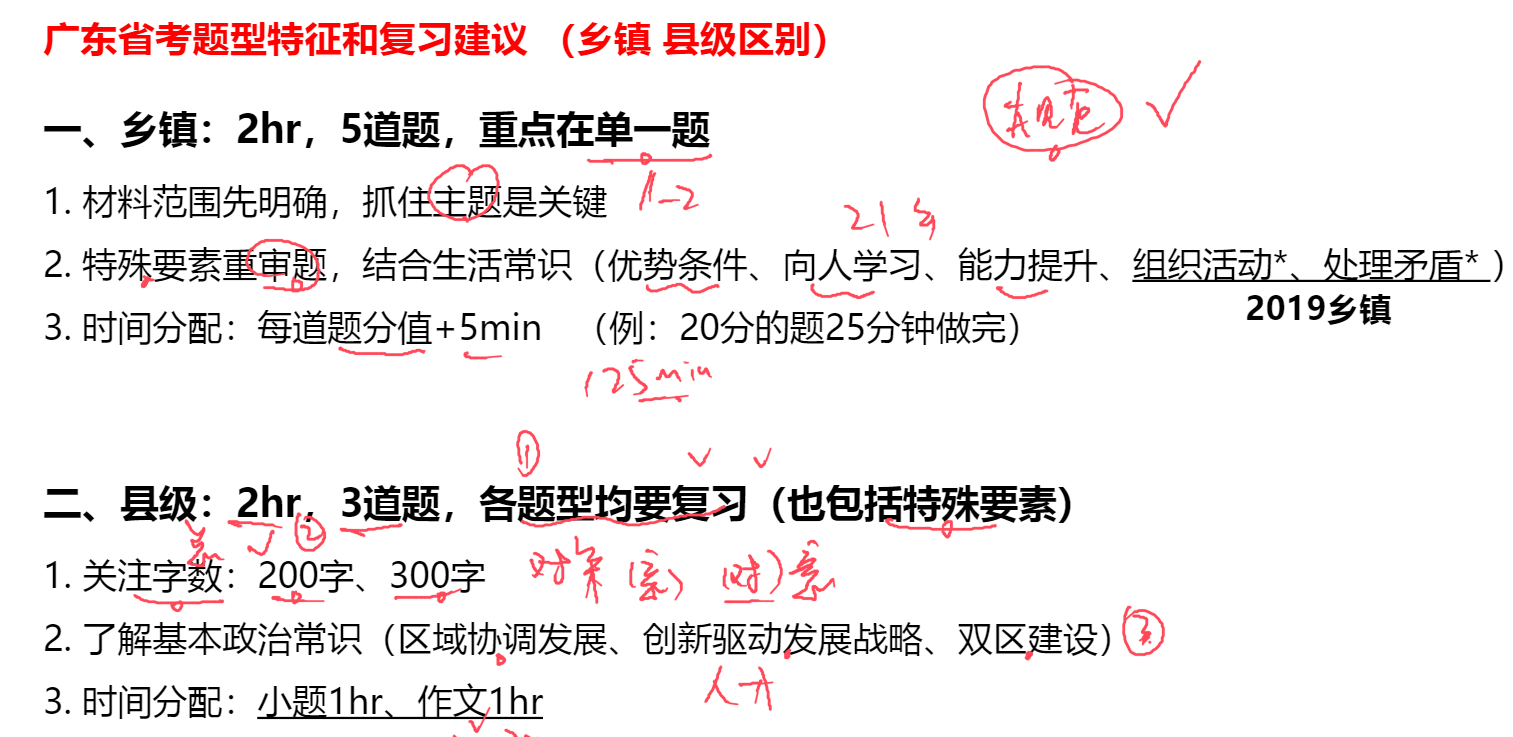 广东省考题型特征和复习建议 （乡镇 县级区别）
一、乡镇：2hr，5道题，重点在单一题
1. 材料范围先明确，抓住主题是关键
1-2
21乡
2. 特殊要素重审题，结合生活常识（优势条件、向人学习、能力提升、组织活动*、处理矛盾* ）
2019乡镇
3. 时间分配：每道题分值+5min （例：20分的题25分钟做完）
125min
①
二、县级：2hr，3道题，各题型均要复习（也包括特殊要素）
②
1. 关注字数：200字、300字
对策
2. 了解基本政治常识（区域协调发展、创新驱动发展战略、双区建设）
③
3. 时间分配：小题1hr、作文1hr
人才